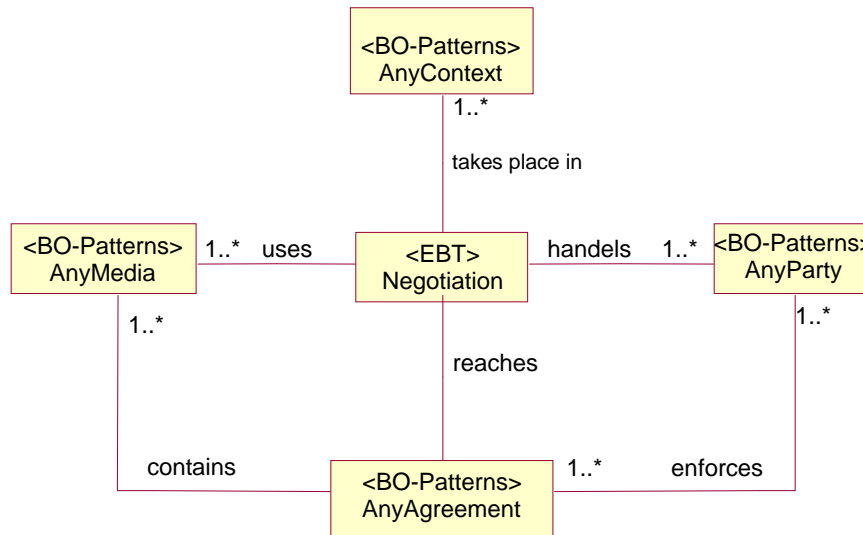 <BO-Patterns>
AnyContext
1..*
takes place in
<BO-Patterns>
AnyMedia
1..* uses
<EBT>
Negotiation
handels 1..*
<BO-Patterns>
AnyParty
1..*
1..*
reaches
contains
<BO-Patterns>
AnyAgreement
1..* enforces